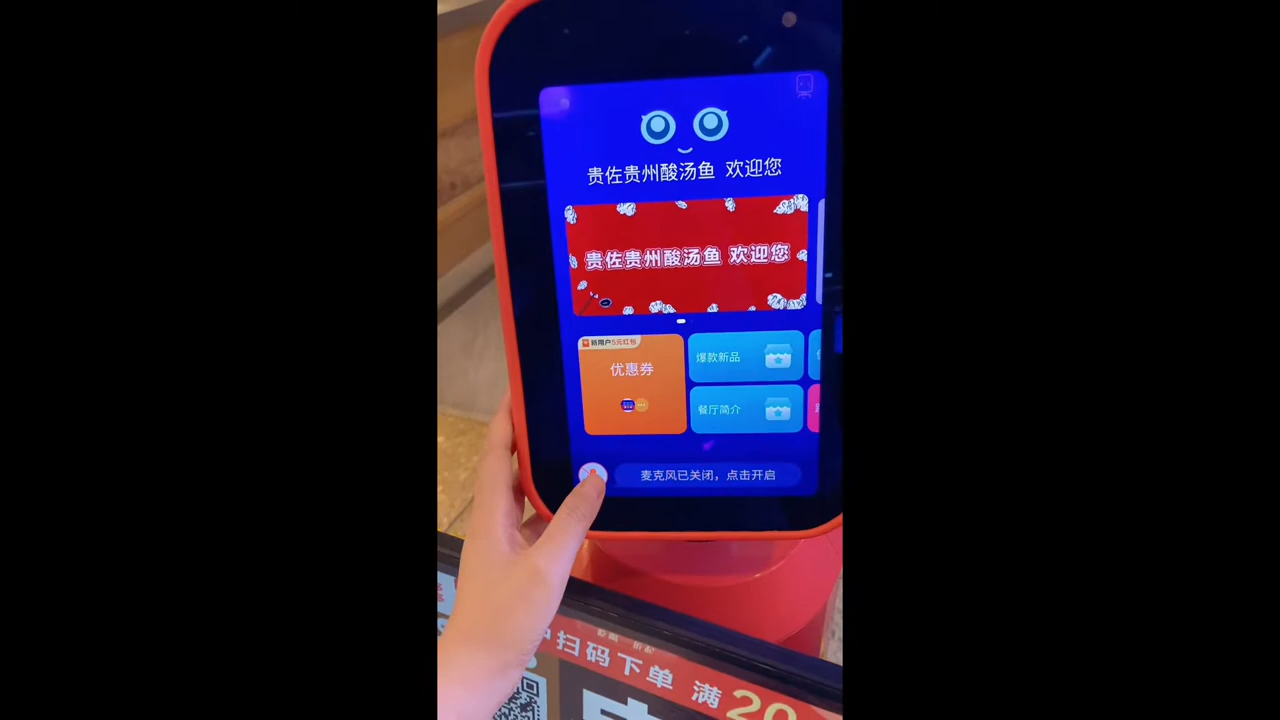 贵佐贵州酸汤鱼 欢迎您
贵佐贵州酸汤鱼 欢迎您
新用户5元红包
优惠券
爆款新品
餐厅简介
麦克风已关闭，点击开启
扫码下单 满20